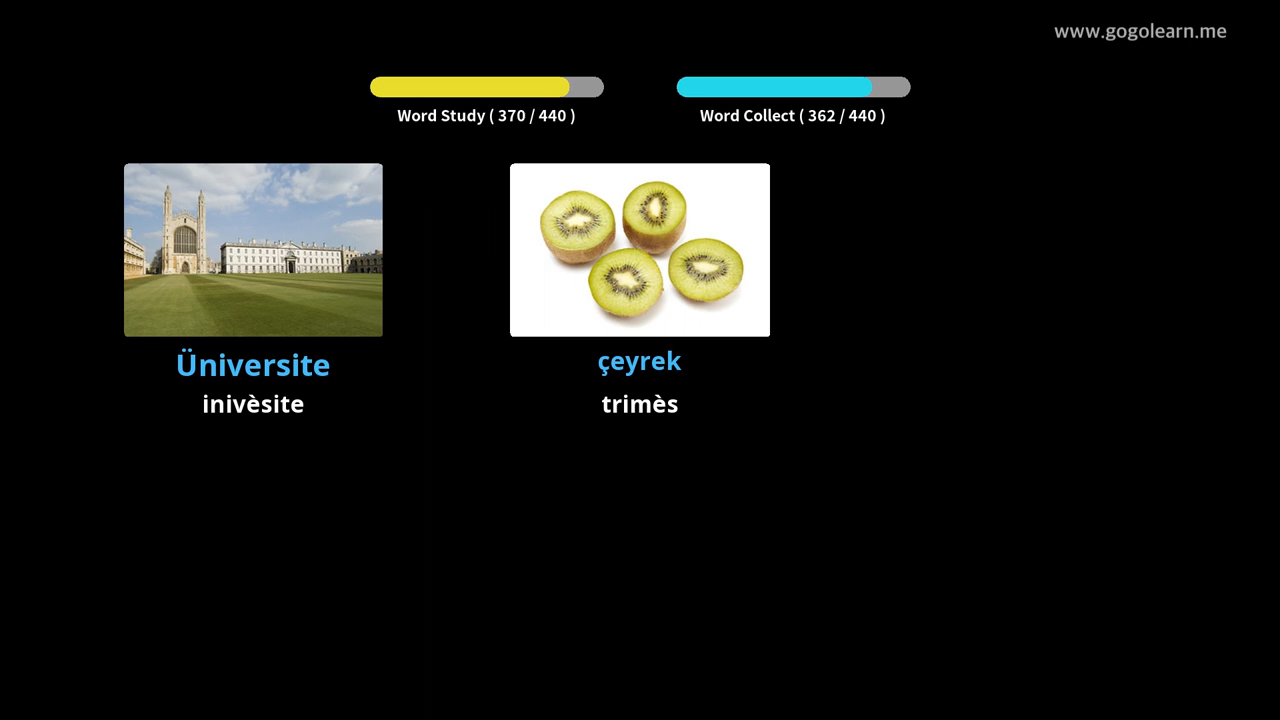 www.gogolearn.me
Word Study ( 370 / 440 )
Word Collect ( 362 / 440 )
Üniversite
inivèsite
çeyrek
trimès